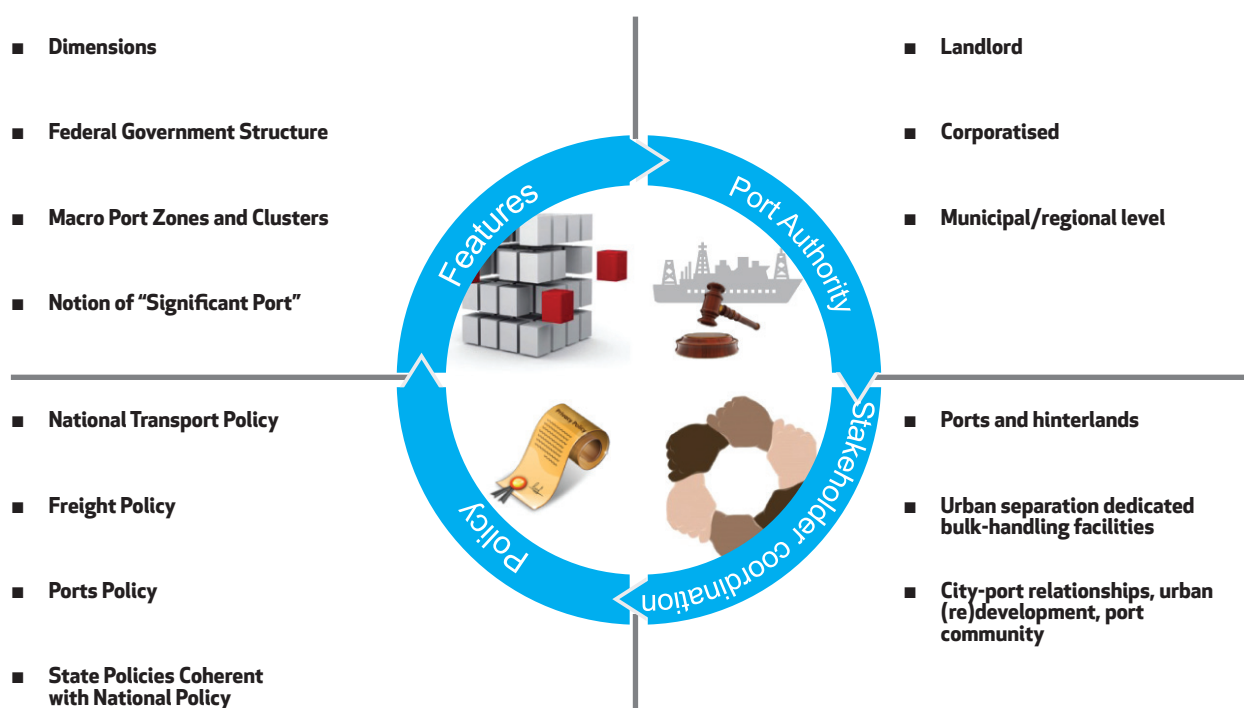 ■ Dimensions
■ Federal Government Structure
■ Macro Port Zones and Clusters
■ Notion of “Significant Port”
■ Landlord
■ Corporatised
■ Municipal/regional level
Features
Port Authority
Stakeholder coordination
Policy
Privacy Policy
■ National Transport Policy
■ Freight Policy
■ Ports Policy
■ State Policies Coherent
with National Policy
■ Ports and hinterlands
■ Urban separation dedicated
bulk-handling facilities
■ City-port relationships, urban
(re)development, port
community